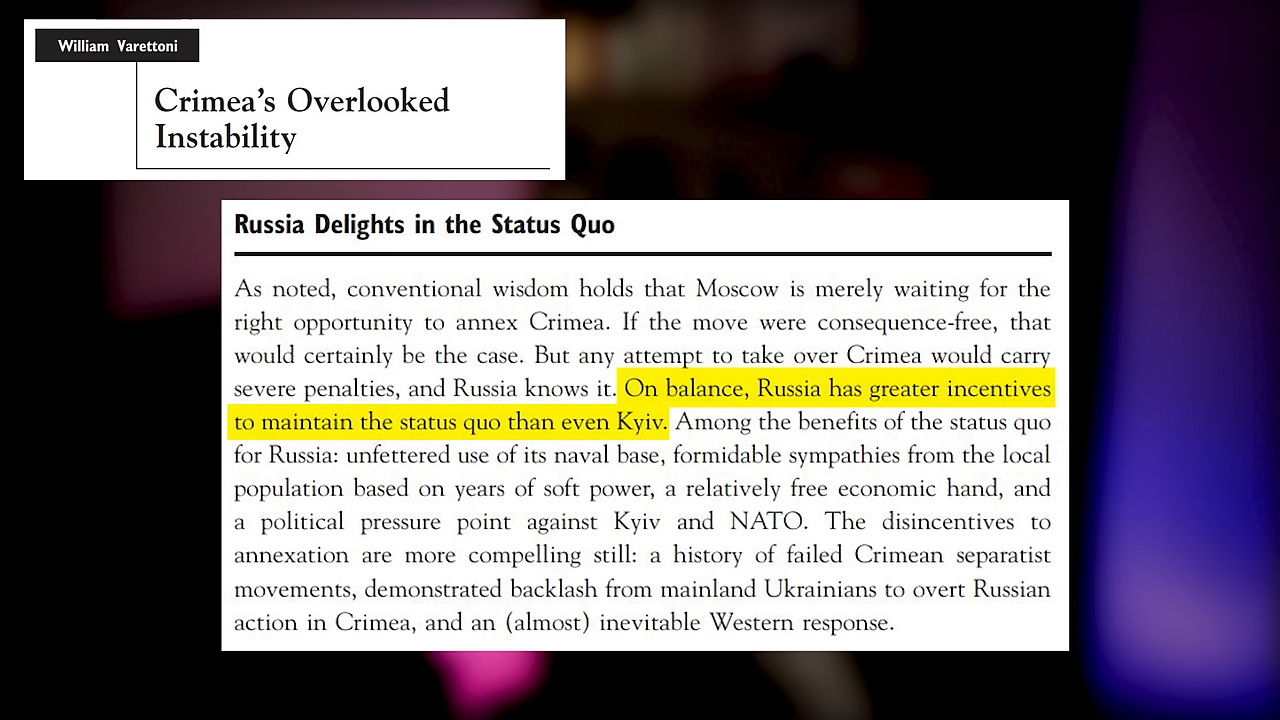 William Varettoni
Crimea's Overlooked
Instability
Russia Delights in the Status Quo
As noted, conventional wisdom holds that Moscow is merely waiting for the
right opportunity to annex Crimea. If the move were consequence-free, that
would certainly be the case. But any attempt to take over Crimea would carry
severe penalties, and Russia knows it. On balance, Russia has greater incentives
to maintain the status quo than even Kyiv. Among the benefits of the status quo
for Russia: unfettered use of its naval base, formidable sympathies from the local
population based on years of soft power, a relatively free economic hand, and
a political pressure point against Kyiv and NATO. The disincentives to
annexation are more compelling still: a history of failed Crimean separatist
movements, demonstrated backlash from mainland Ukrainians to overt Russian
action in Crimea, and an (almost) inevitable Western response.